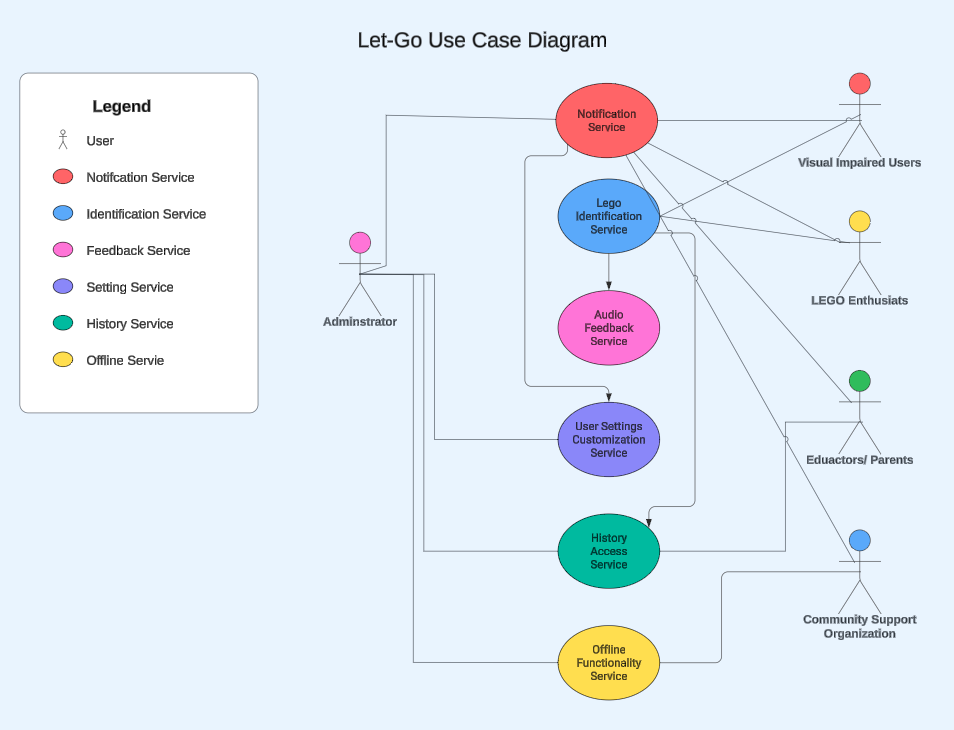 Let-Go Use Case Diagram
Legend
User
Notifcation Service
Identification Service
Feedback Service
Setting Service
History Service
Offline Servie
Notification
Service
Lego
Identification
Service
Audio
Feedback
Service
User Settings
Customization
Service
History
Access
Service
Offline
Functionality
Service
Adminstrator
Visual Impaired Users
LEGO Enthusiats
Eduactors/ Parents
Community Support
Organization